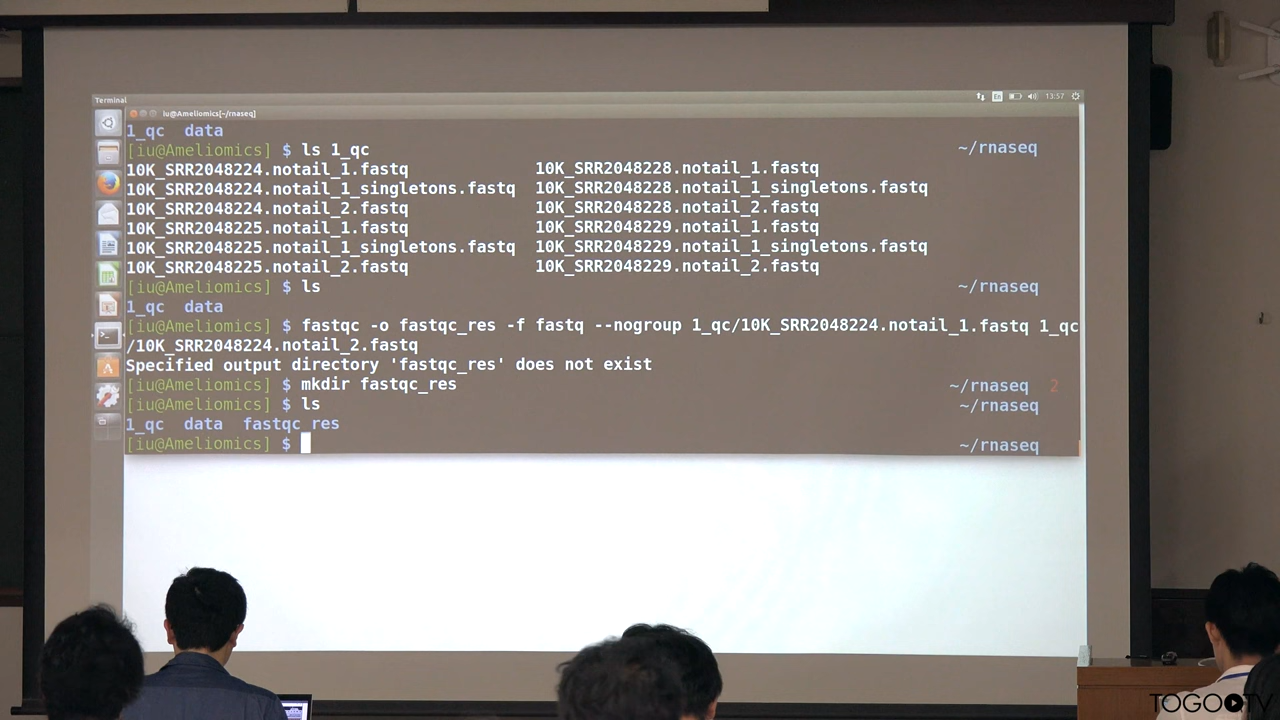 Terminal
En 13:57
iu@Ameliomics[~/rnaseq]
1_qc data
[iu@Ameliomics] $ ls 1_qc ~/rnaseq
10K_SRR2048224.notail_1.fastq 10K_SRR2048228.notail_1.fastq
10K_SRR2048224.notail_1_singletons.fastq 10K_SRR2048228.notail_1_singletons.fastq
10K_SRR2048224.notail_2.fastq 10K_SRR2048228.notail_2.fastq
10K_SRR2048225.notail_1.fastq 10K_SRR2048229.notail_1.fastq
10K_SRR2048225.notail_1_singletons.fastq 10K_SRR2048229.notail_1_singletons.fastq
10K_SRR2048225.notail_2.fastq 10K_SRR2048229.notail_2.fastq
[iu@Ameliomics] $ ls ~/rnaseq
1_qc data
[iu@Ameliomics] $ fastqc -o fastqc_res -f fastq --nogroup 1_qc/10K_SRR2048224.notail_1.fastq 1_qc
/10K_SRR2048224.notail_2.fastq
Specified output directory 'fastqc_res' does not exist
[iu@Ameliomics] $ mkdir fastqc_res ~/rnaseq 2
[iu@Ameliomics] $ ls ~/rnaseq
1_qc data fastqc_res
[iu@Ameliomics] $ ~/rnaseq
TOGOTV